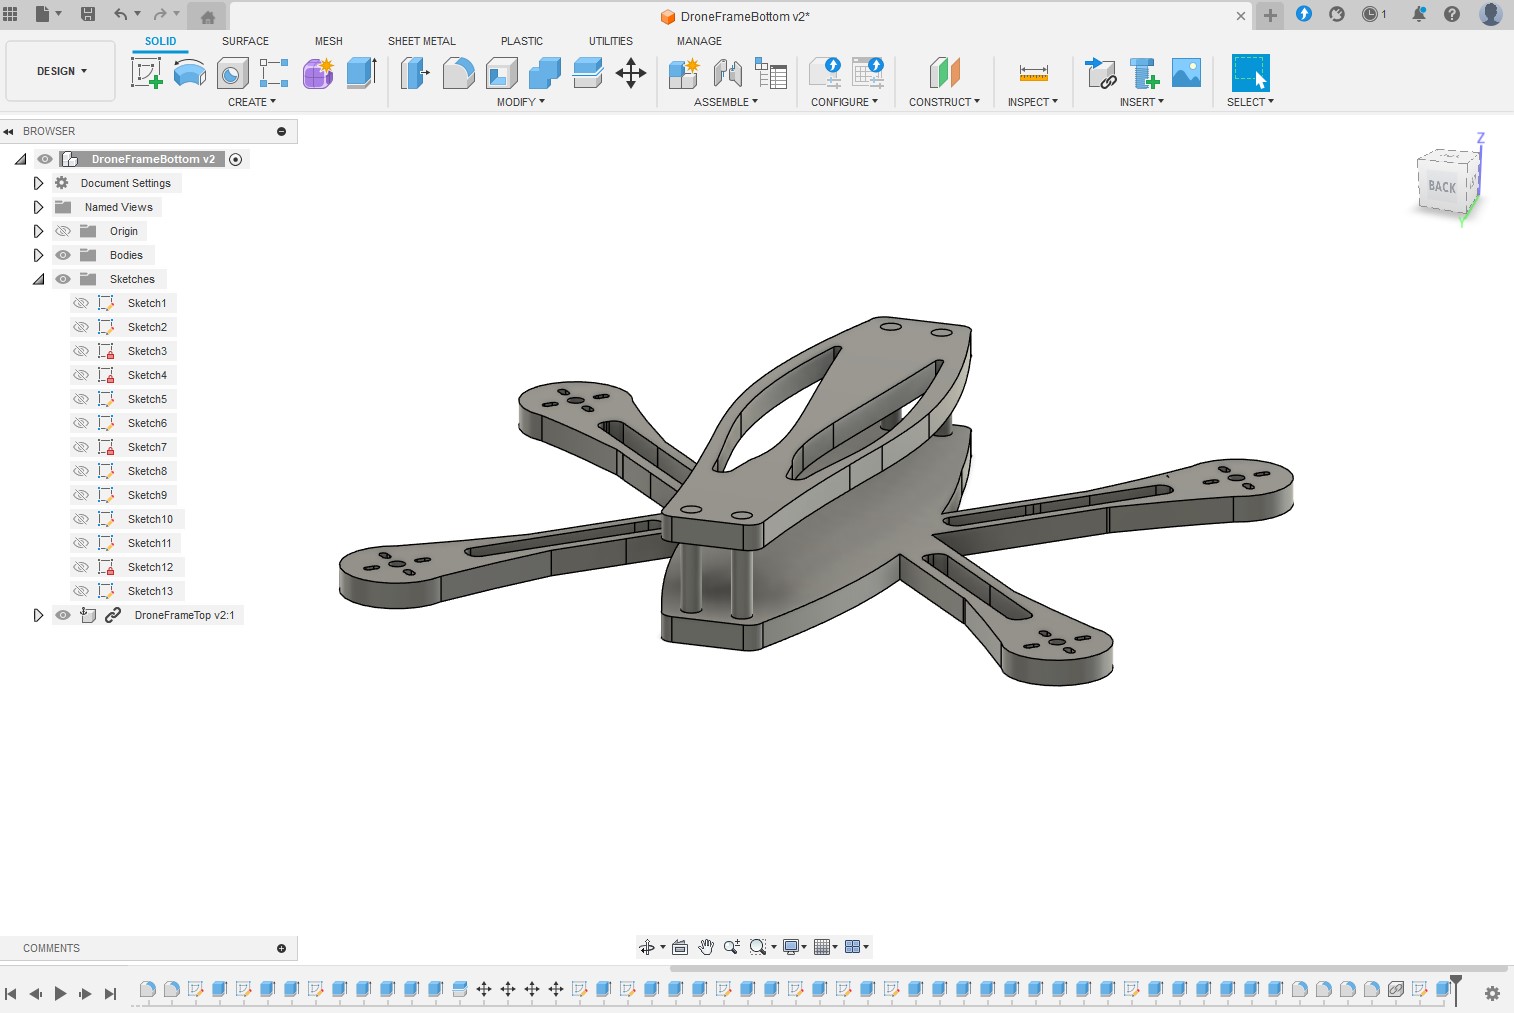 DroneFrameBottom v2*
1
DESIGN
SOLID
SURFACE
MESH
SHEET METAL
PLASTIC
UTILITIES
MANAGE
CREATE
MODIFY
ASSEMBLE
CONFIGURE
CONSTRUCT
INSPECT
INSERT
SELECT
BROWSER
DroneFrameBottom v2
Document Settings
Named Views
Origin
Bodies
Sketches
Sketch1
Sketch2
Sketch3
Sketch4
Sketch5
Sketch6
Sketch7
Sketch8
Sketch9
Sketch10
Sketch11
Sketch12
Sketch13
DroneFrameTop v2:1
Z
BACK
Y
COMMENTS